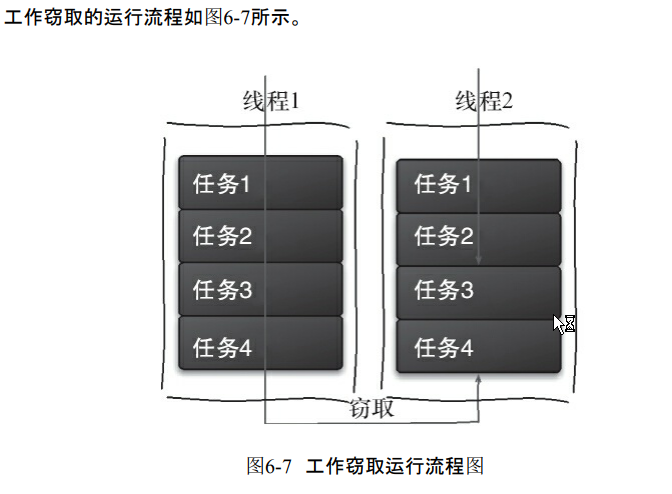 工作窃取的运行流程如图6-7所示。
线程1
线程2
任务1
任务2
任务3
任务4
任务1
任务2
任务3
任务4
窃取
图6-7 工作窃取运行流程图